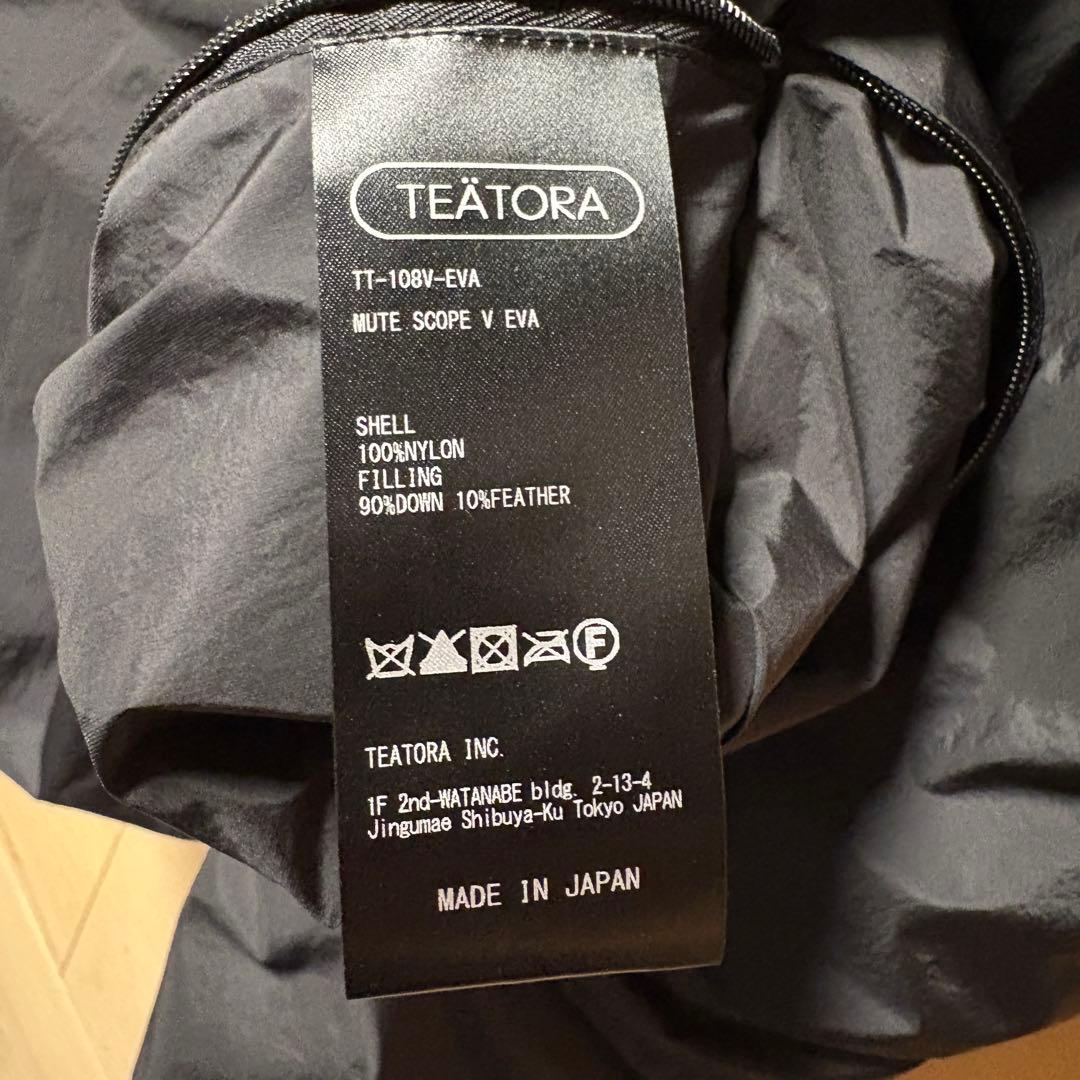 TEÄTORA
TT-108V-EVA
MUTE SCOPE V EVA
SHELL
100%NYLON
FILLING
90%DOWN 10%FEATHER
F
TEATORA INC.
1F 2nd-WATANABE bldg. 2-13-4
Jingumae Shibuya-Ku Tokyo JAPAN
MADE IN JAPAN